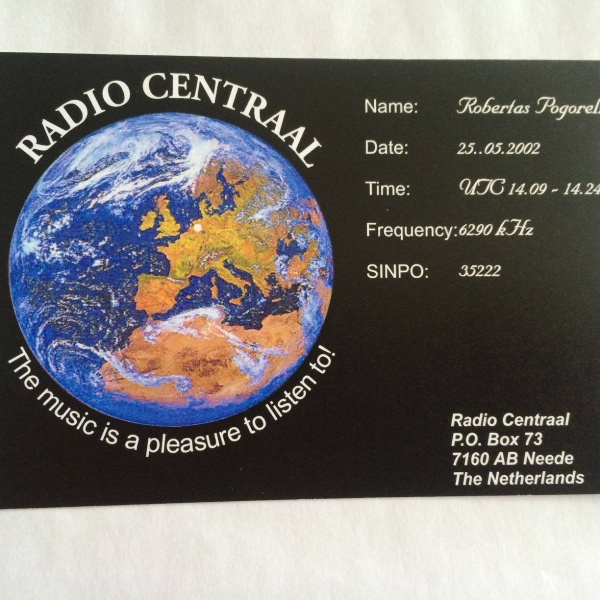 RADIO CENTRAAL
The music is a pleasure to listen to!
Name: Robertas
Date: 25..05.2002
Time: UTC 14.09 - 14.24
Frequency: 6290 kHz
SINPO: 35222
Radio Centraal
P.O. Box 73
7160 AB Neede
The Netherlands